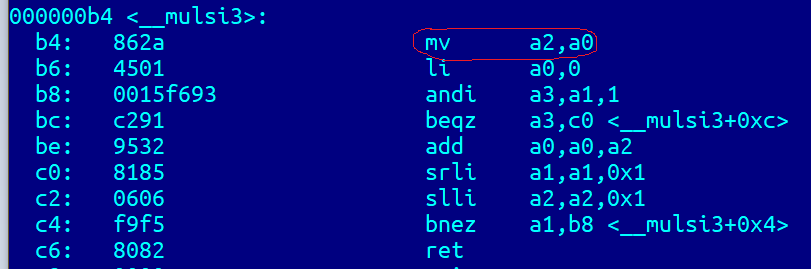 000000b4 <__mulsi3>:
b4: 862a mv a2,a0
b6: 4501 li a0,0
b8: 0015f693 andi a3,a1,1
bc: c291 beqz a3,c0 <__mulsi3+0xc>
be: 9532 add a0,a0,a2
c0: 8185 srli a1,a1,0x1
c2: 0606 slli a2,a2,0x1
c4: f9f5 bnez a1,b8 <__mulsi3+0x4>
c6: 8082 ret